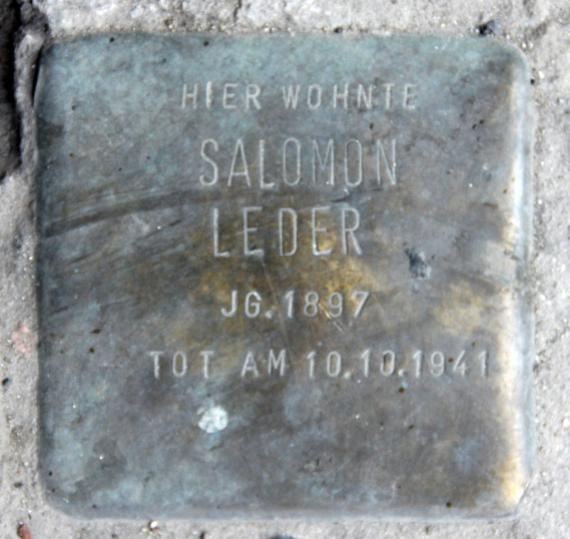 HIER WOHNTE
SALOMON
LEDER
JG. 1897
TOT AM 10.10.1941